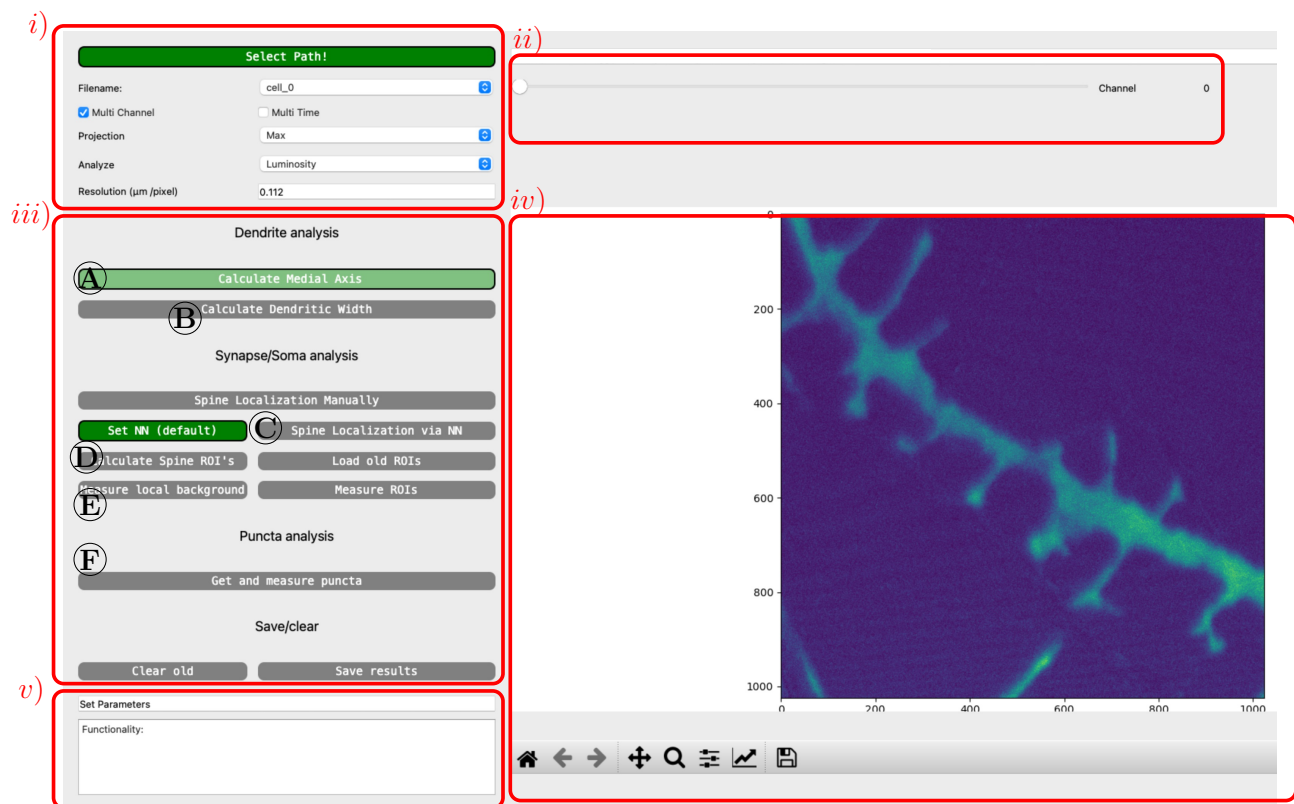 i)
Select Path!
Filename: cell_0
Multi Channel Multi Time
Projection Max
Analyze Luminosity
Resolution (µm /pixel) 0.112
ii)
Channel 0
iii)
Dendrite analysis
A Calculate Medial Axis
B Calculate Dendritic Width
Synapse/Soma analysis
Spine Localization Manually
Set NN (default) C Spine Localization via NN
D Calculate Spine ROI's Load old ROIs
E Measure local background Measure ROIs
Puncta analysis
F
Get and measure puncta
Save/clear
Clear old Save results
iv)
0
200
400
600
800
1000
0 200 400 600 800 1000
v)
Set Parameters
Functionality: